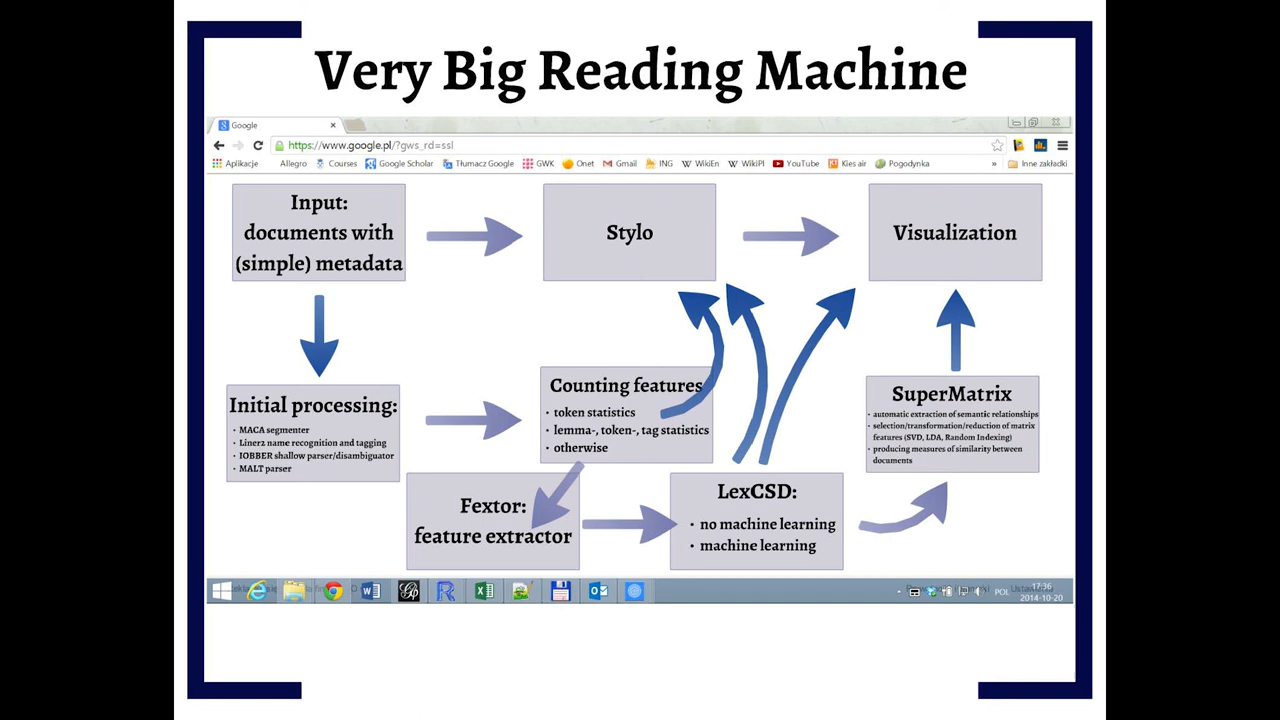 Very Big Reading Machine
Google
https://www.google.pl/?gws_rd=ssl
Aplikacje Allegro Courses Google Scholar Tłumacz Google GWK Onet Gmail ING WikiEn WikiPl YouTube Kies air Pogodynka » Inne zakładki
Input:
documents with
(simple) metadata
Stylo
Visualization
Initial processing:
• MACA segmenter
• Liner2 name recognition and tagging
• IOBBER shallow parser/disambiguator
• MALT parser
Counting features
• token statistics
• lemma-, token-, tag statistics
• otherwise
SuperMatrix
• automatic extraction of semantic relationships
• selection/transformation/reduction of matrix
features (SVD, LDA, Random Indexing)
• producing measures of similarity between
documents
Fextor:
feature extractor
LexCSD:
• no machine learning
• machine learning
POL
17:36
2014-10-20